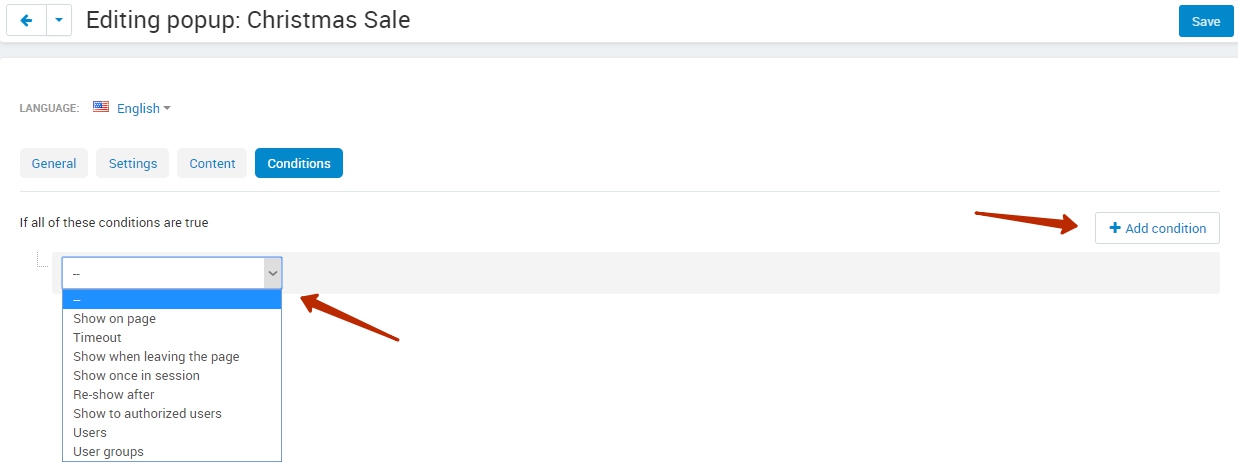 Editing popup: Christmas Sale
Save
LANGUAGE: English
General Settings Content Conditions
If all of these conditions are true
+ Add condition
--
--
Show on page
Timeout
Show when leaving the page
Show once in session
Re-show after
Show to authorized users
Users
User groups